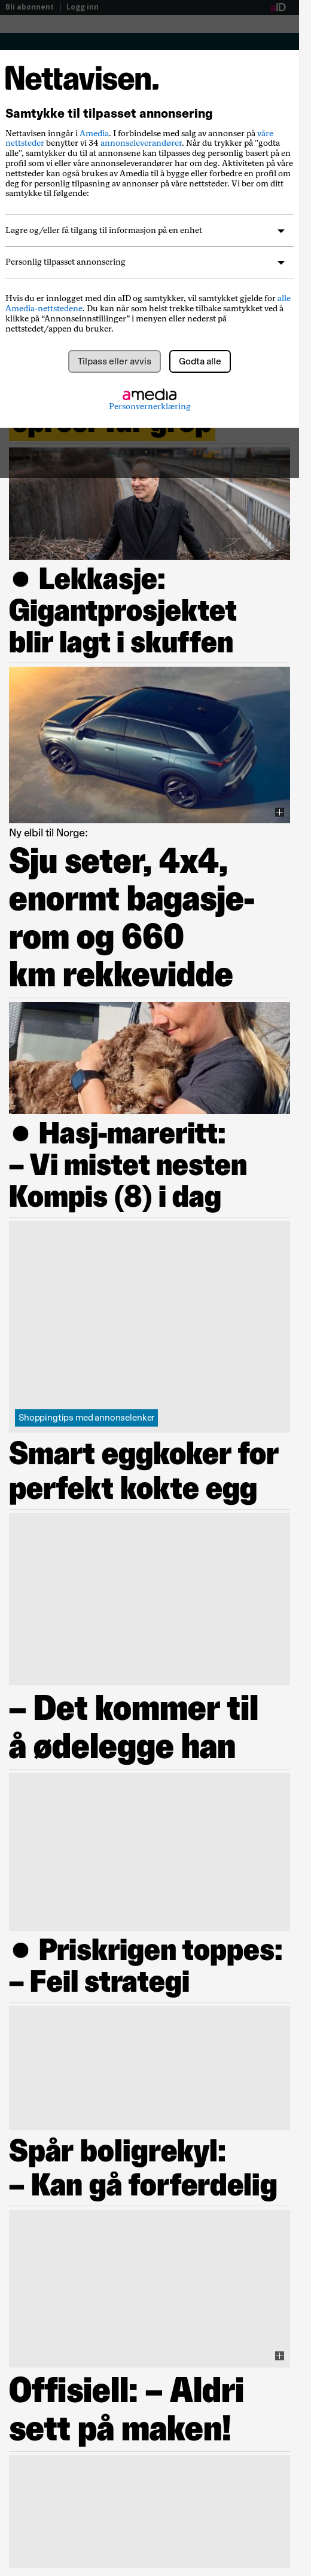 Bli abonnent | Logg inn
aID
Nettavisen.
Samtykke til tilpasset annonsering
Nettavisen inngår i Amedia. I forbindelse med salg av annonser på våre
nettsteder benytter vi 34 annonseleverandører. Når du trykker på "godta
alle", samtykker du til at annonsene kan tilpasses deg personlig basert på en
profil som vi eller våre annonseleverandører har om deg. Aktiviteten på våre
nettsteder kan også brukes av Amedia til å bygge eller forbedre en profil om
deg for personlig tilpasning av annonser på våre nettsteder. Vi ber om ditt
samtykke til følgende:
Lagre og/eller få tilgang til informasjon på en enhet
Personlig tilpasset annonsering
Hvis du er innlogget med din aID og samtykker, vil samtykket gjelde for alle
Amedia-nettstedene. Du kan når som helst trekke tilbake samtykket ved å
klikke på “Annonseinnstillinger” i menyen eller nederst på
nettstedet/appen du bruker.
Tilpass eller avvis
Godta alle
amedia
Personvernerklæring
● Lekkasje:
Gigantprosjektet
blir lagt i skuffen
Ny elbil til Norge:
Sju seter, 4x4,
enormt bagasje-
rom og 660
km rekkevidde
● Hasj-mareritt:
– Vi mistet nesten
Kompis (8) i dag
Shoppingtips med annonselenker
Smart eggkoker for
perfekt kokte egg
– Det kommer til
å ødelegge han
● Priskrigen toppes:
– Feil strategi
Spår boligrekyl:
– Kan gå forferdelig
Offisiell: – Aldri
sett på maken!